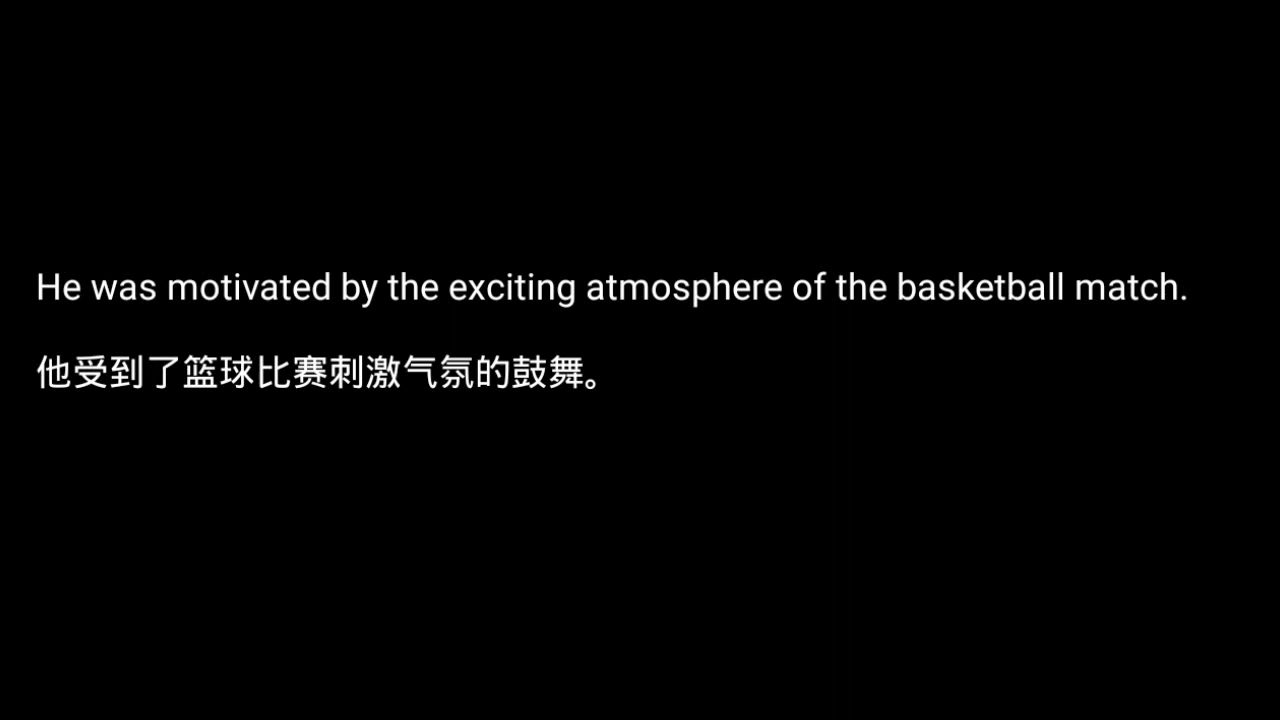 He was motivated by the exciting atmosphere of the basketball match.
他受到了篮球比赛刺激气氛的鼓舞。